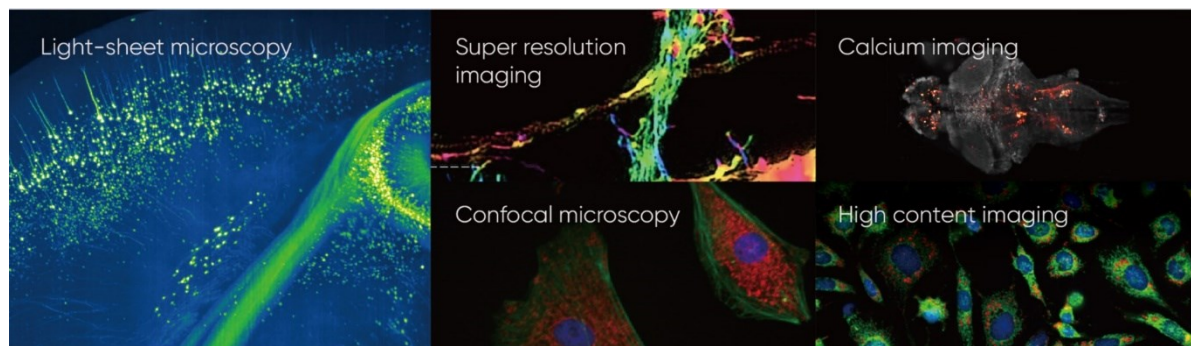 Light-sheet microscopy
Super resolution
imaging
Calcium imaging
Confocal microscopy
High content imaging